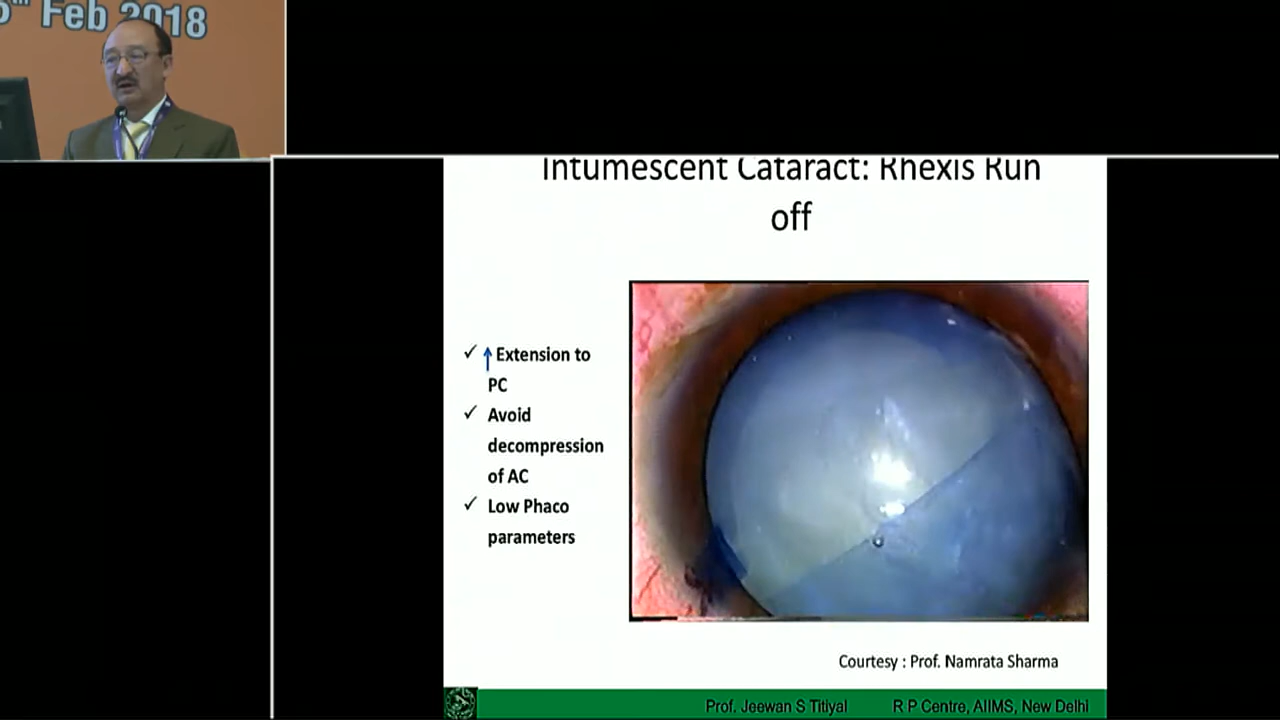 5th Feb 2018
Intumescent Cataract: Rhexis Run
off
✓ ↑ Extension to
PC
✓ Avoid
decompression
of AC
✓ Low Phaco
parameters
Courtesy : Prof. Namrata Sharma
Prof. Jeewan S Titiyal R P Centre, AIIMS, New Delhi